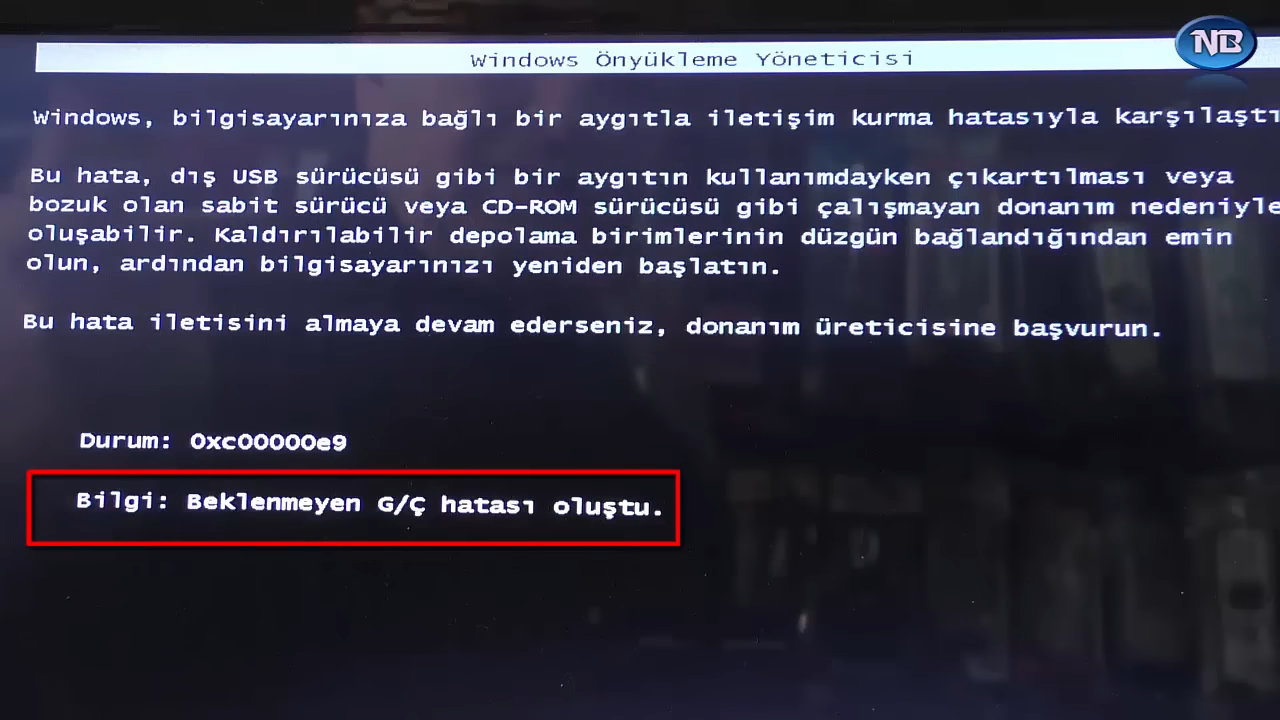 NB
Windows Önyükleme Yöneticisi
Windows, bilgisayarınıza bağlı bir aygıtla iletişim kurma hatasıyla karşılaştı
Bu hata, dış USB sürücüsü gibi bir aygıtın kullanımdayken çıkartılması veya
bozuk olan sabit sürücü veya CD-ROM sürücüsü gibi çalışmayan donanım nedeniyle
oluşabilir. Kaldırılabilir depolama birimlerinin düzgün bağlandığından emin
olun, ardından bilgisayarınızı yeniden başlatın.
Bu hata iletisini almaya devam ederseniz, donanım üreticisine başvurun.
Durum: 0xc00000e9
Bilgi: Beklenmeyen G/Ç hatası oluştu.